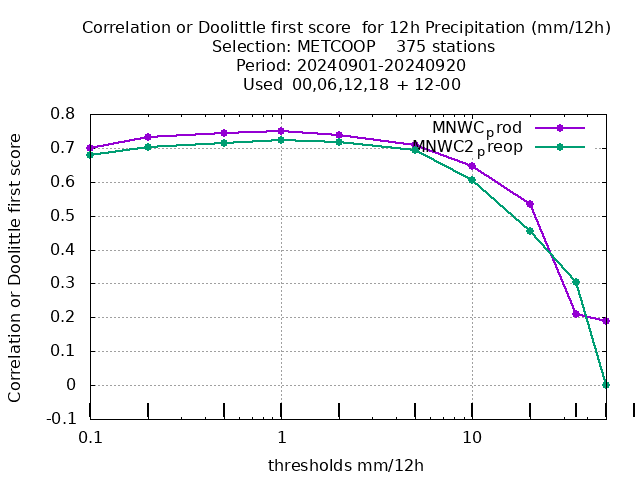 Correlation or Doolittle first score  for 12h Precipitation (mm/12h)
Selection: METCOOP    375 stations
Period: 20240901-20240920
Used  00,06,12,18 + 12-00
MNWCprod
MNWC2preop
Correlation or Doolittle first score
0.8
0.7
0.6
0.5
0.4
0.3
0.2
0.1
0
-0.1
0.1 1 10
thresholds mm/12h